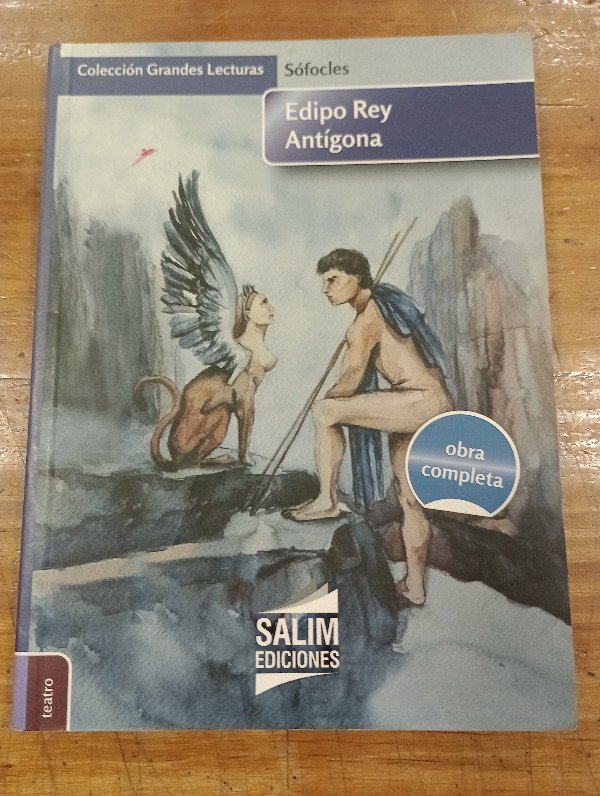 Colección Grandes Lecturas
Sófocles
Edipo Rey
Antígona
obra
completa
SALIM
EDICIONES
teatro